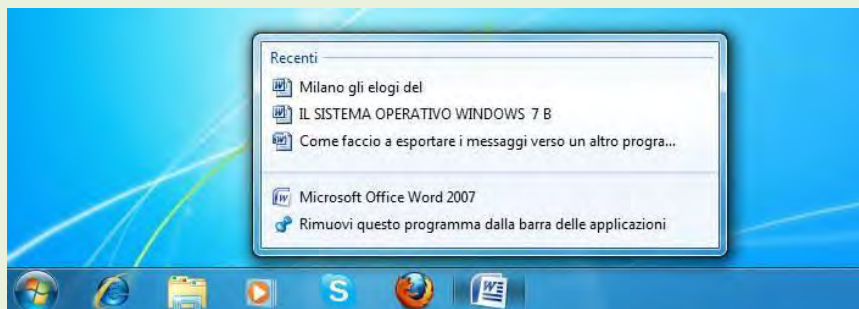 Recenti
Milano gli elogi del
IL SISTEMA OPERATIVO WINDOWS 7 B
Come faccio a esportare i messaggi verso un altro progra...
Microsoft Office Word 2007
Rimuovi questo programma dalla barra delle applicazioni